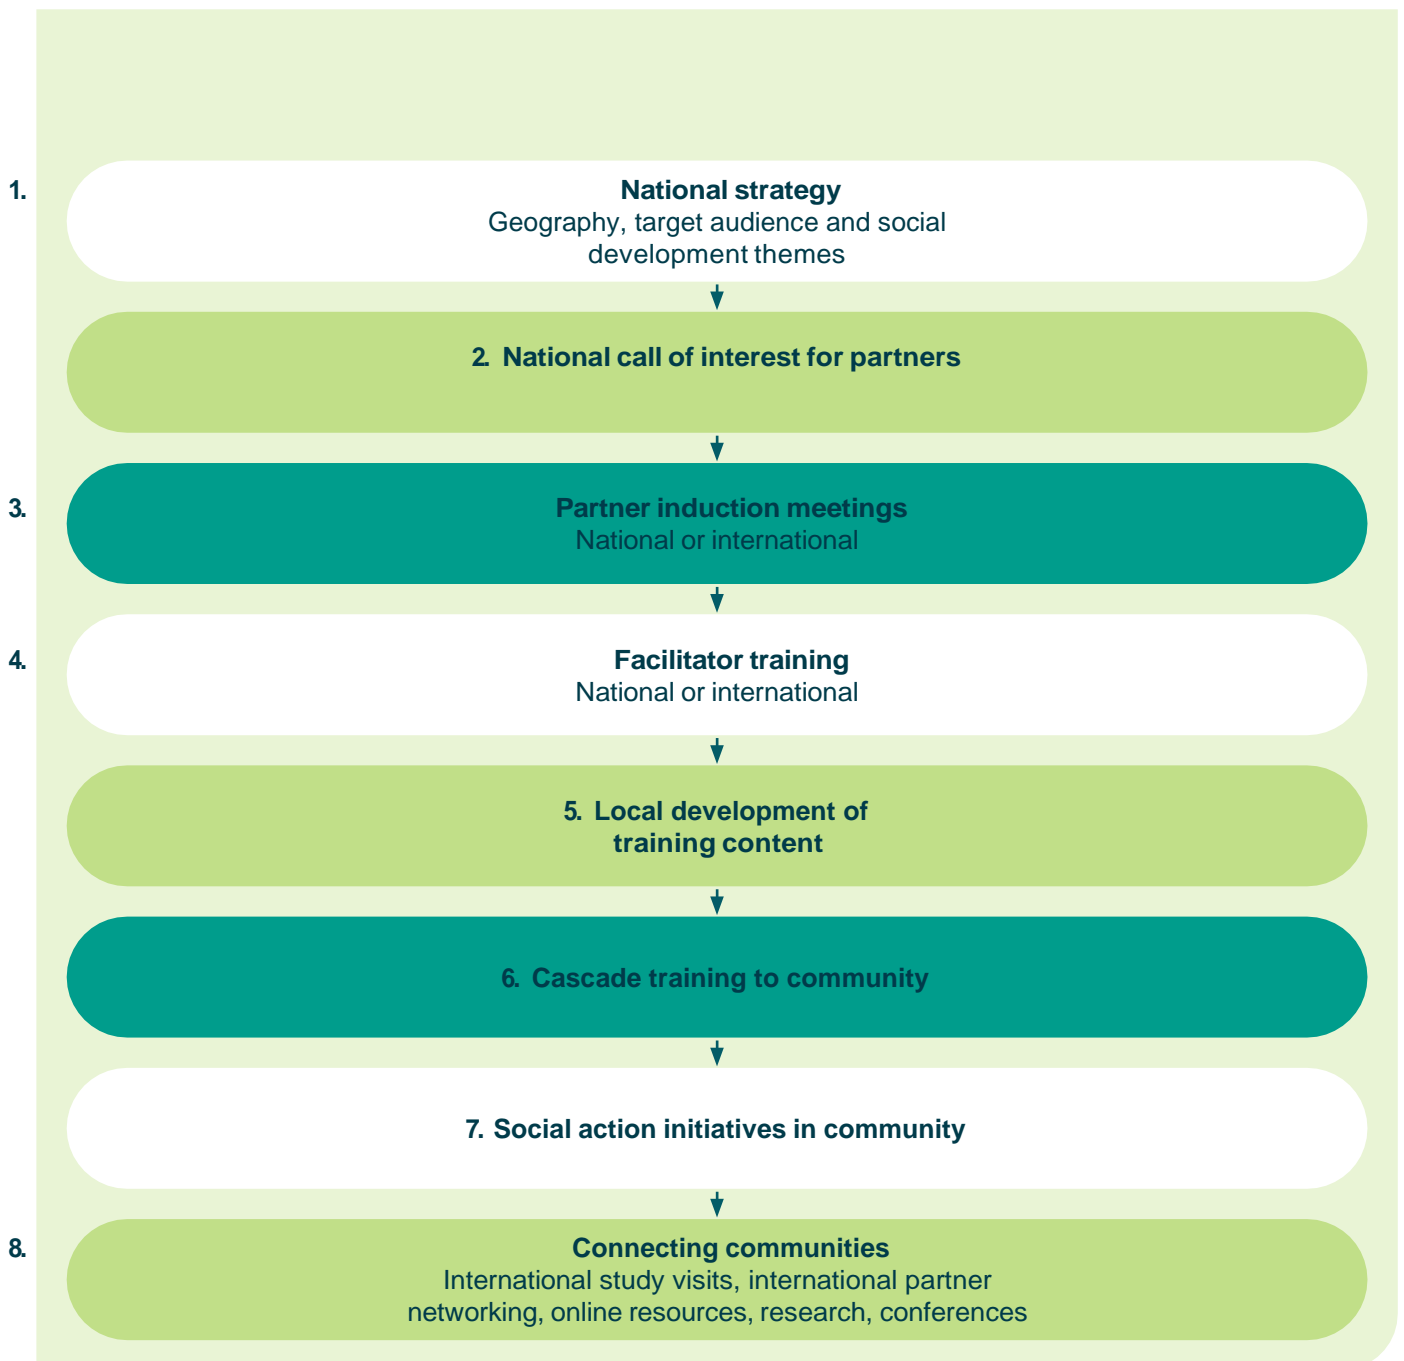 1. National strategy
Geography, target audience and social
development themes
2. National call of interest for partners
3. Partner induction meetings
National or international
4. Facilitator training
National or international
5. Local development of
training content
6. Cascade training to community
7. Social action initiatives in community
8. Connecting communities
International study visits, international partner
networking, online resources, research, conferences